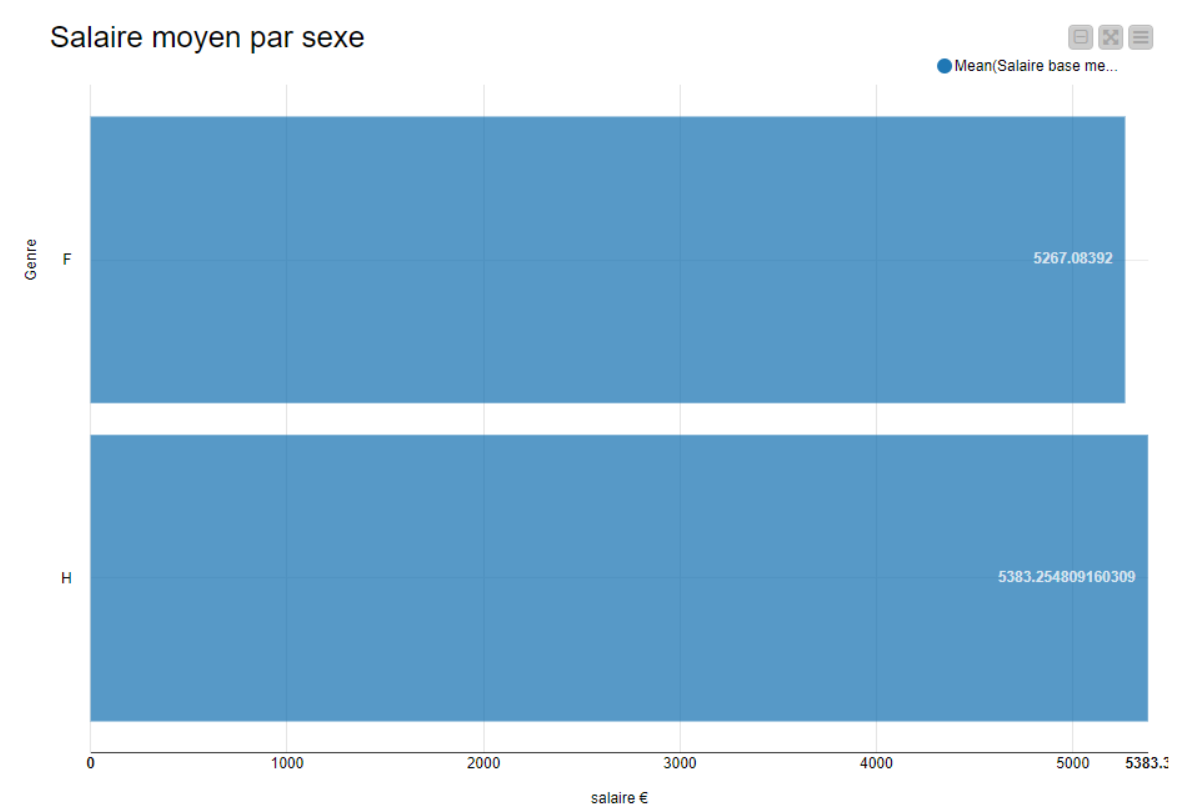 Salaire moyen par sexe
Mean(Salaire base me...
Genre
F
5267.08392
H
5383.254809160309
0 1000 2000 3000 4000 5000 5383.3
salaire €